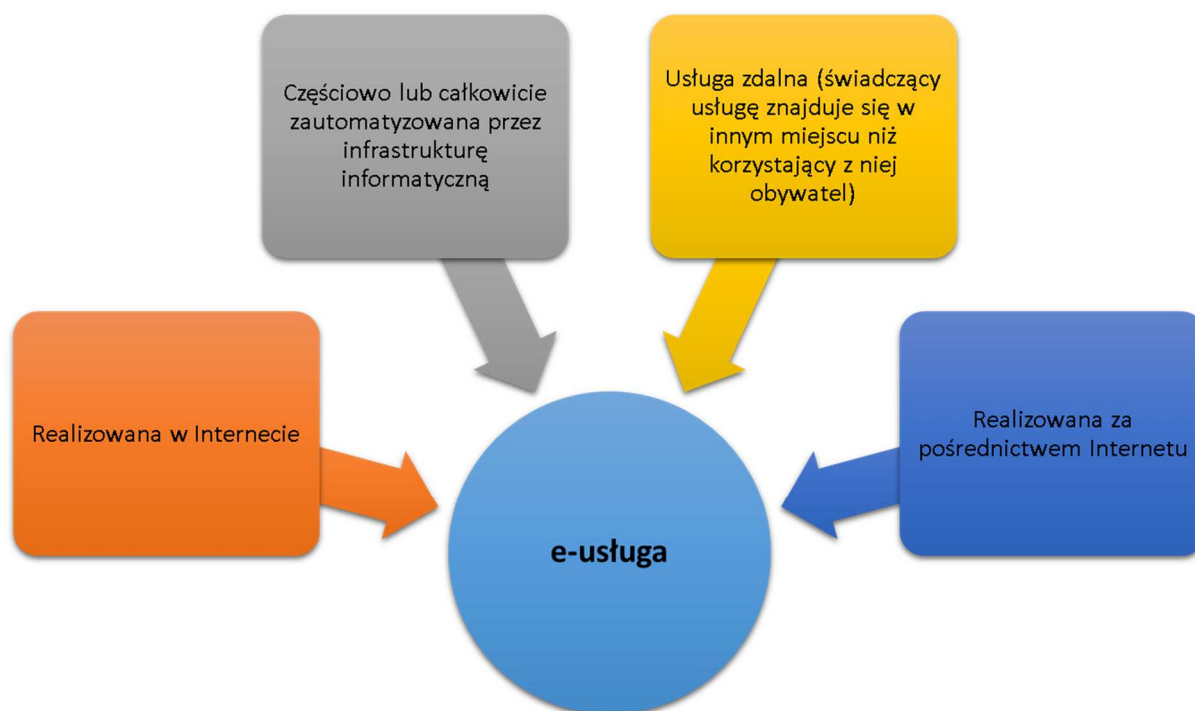 Częściowo lub całkowicie
zautomatyzowana przez
infrastrukturę
informatyczną
Usługa zdalna (świadczący
usługę znajduje się w
innym miejscu niż
korzystający z niej
obywatel)
Realizowana w Internecie
Realizowana za
pośrednictwem Internetu
e-usługa